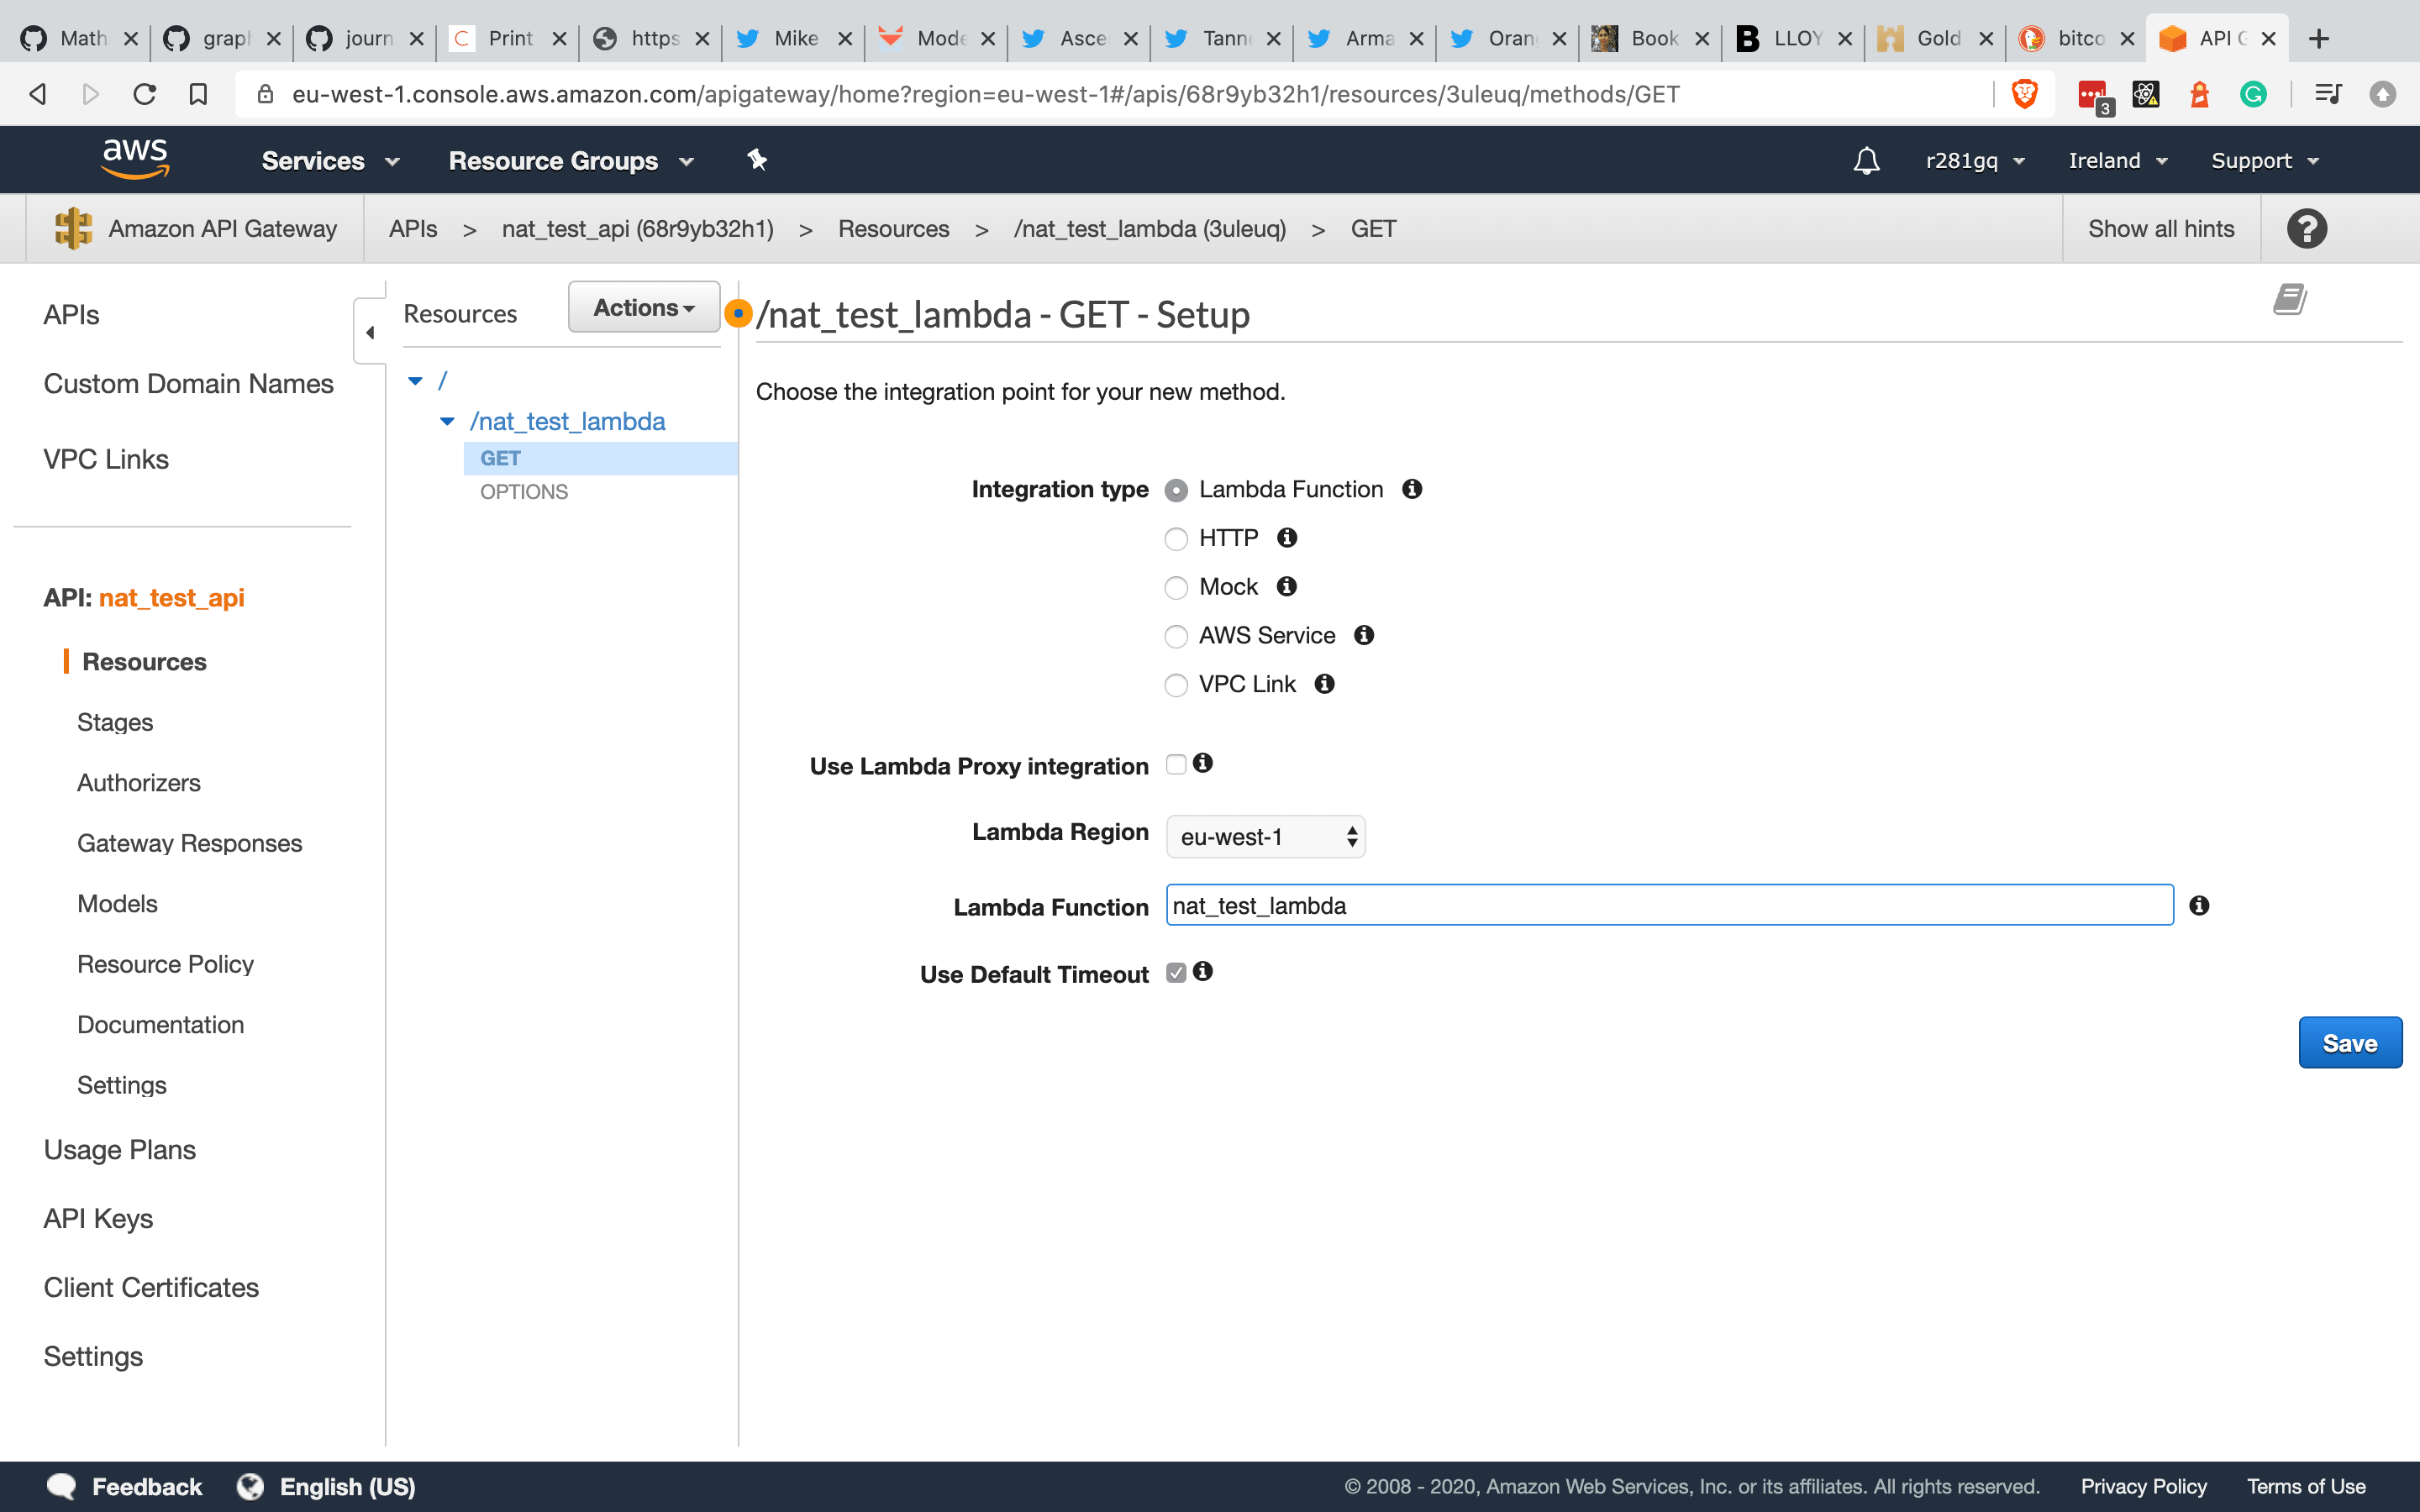 Math
grap
journ
Print
https
Mike
Mode
Asce
Tann
Arma
Oran
Book
LLOY
Gold
bitco
API G
eu-west-1.console.aws.amazon.com/apigateway/home?region=eu-west-1#/apis/68r9yb32h1/resources/3uleuq/methods/GET
3
aws Services Resource Groups r281gq Ireland Support
Amazon API Gateway APIs > nat_test_api (68r9yb32h1) > Resources > /nat_test_lambda (3uleuq) > GET Show all hints ?
APIs
Custom Domain Names
VPC Links
API: nat_test_api
Resources
Stages
Authorizers
Gateway Responses
Models
Resource Policy
Documentation
Settings
Usage Plans
API Keys
Client Certificates
Settings
Resources Actions
/
/nat_test_lambda
GET
OPTIONS
/nat_test_lambda - GET - Setup
Choose the integration point for your new method.
Integration type Lambda Function
HTTP
Mock
AWS Service
VPC Link
Use Lambda Proxy integration
Lambda Region eu-west-1
Lambda Function nat_test_lambda
Use Default Timeout
Save
Feedback English (US) © 2008 - 2020, Amazon Web Services, Inc. or its affiliates. All rights reserved. Privacy Policy Terms of Use